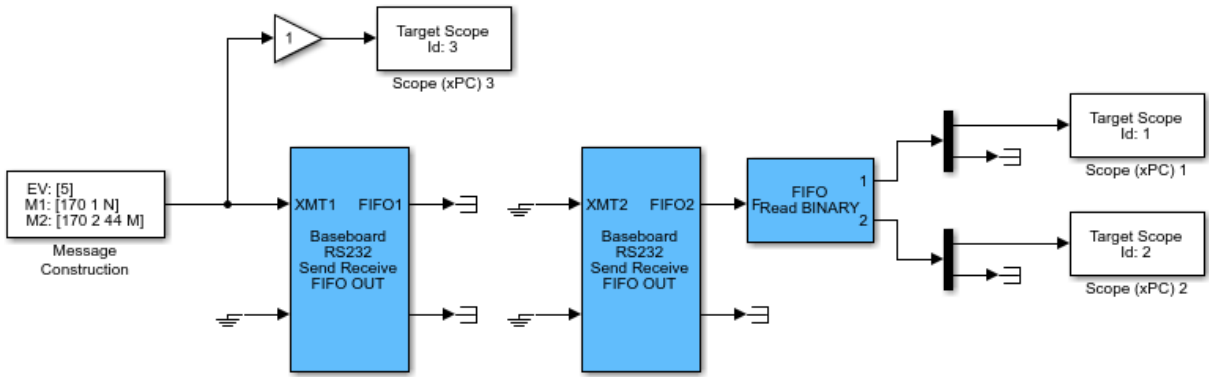 1
Target Scope
Id: 3
Scope (xPC) 3
EV: [5]
M1: [170 1 N]
M2: [170 2 44 M]
Message
Construction
XMT1 FIFO1
Baseboard
RS232
Send Receive
FIFO OUT
XMT2 FIFO2
Baseboard
RS232
Send Receive
FIFO OUT
1
FIFO
F Read BINARY
2
Target Scope
Id: 1
Scope (xPC) 1
Target Scope
Id: 2
Scope (xPC) 2